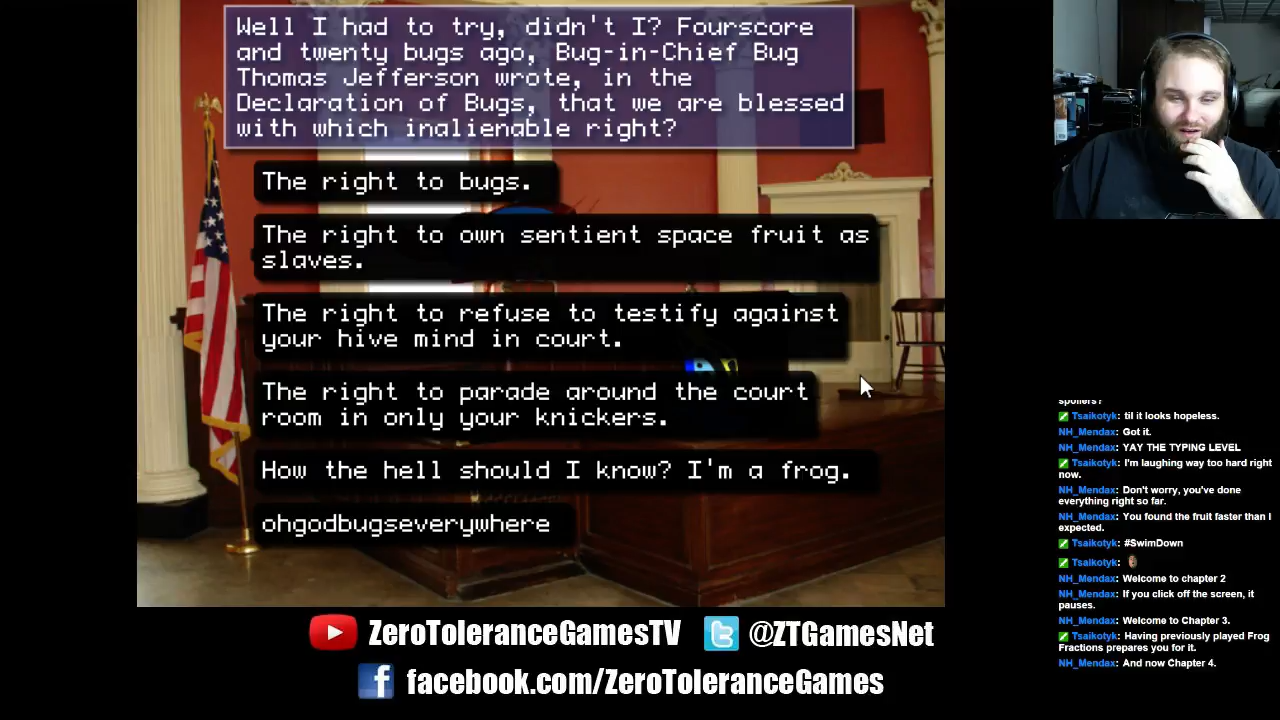 Well I had to try, didn't I? Fourscore
and twenty bugs ago, Bug-in-Chief Bug
Thomas Jefferson wrote, in the
Declaration of Bugs, that we are blessed
with which inalienable right?
The right to bugs.
The right to own sentient space fruit as
slaves.
The right to refuse to testify against
your hive mind in court.
The right to parade around the court
room in only your knickers.
How the hell should I know? I'm a frog.
ohgodbugseverywhere
spoilers?
Tsaikotyk: til it looks hopeless.
NH_Mendax: Got it.
NH_Mendax: YAY THE TYPING LEVEL
Tsaikotyk: I'm laughing way too hard right
now.
NH_Mendax: Don't worry, you've done
everything right so far.
NH_Mendax: You found the fruit faster than I
expected.
Tsaikotyk: #SwimDown
Tsaikotyk:
NH_Mendax: Welcome to chapter 2
NH_Mendax: If you click off the screen, it
pauses.
NH_Mendax: Welcome to Chapter 3.
Tsaikotyk: Having previously played Frog
Fractions prepares you for it.
NH_Mendax: And now Chapter 4.
ZeroToleranceGamesTV
@ZTGamesNet
facebook.com/ZeroToleranceGames